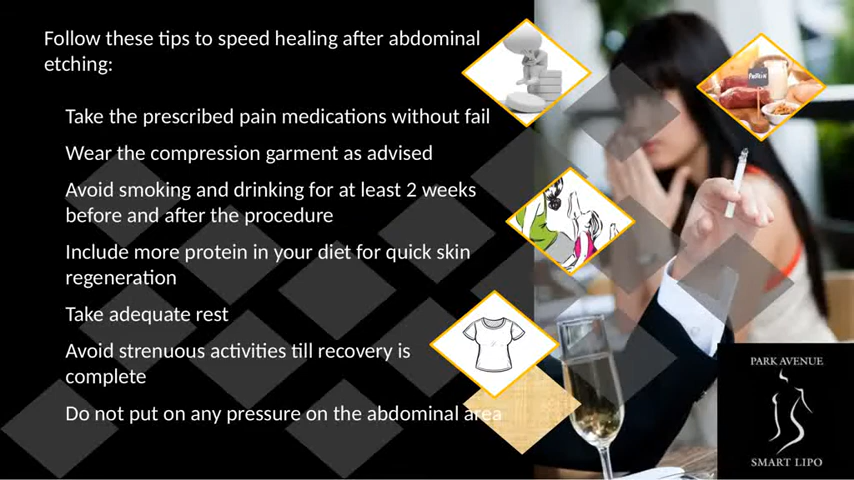 Follow these tips to speed healing after abdominal
etching:
Take the prescribed pain medications without fail
Wear the compression garment as advised
Avoid smoking and drinking for at least 2 weeks
before and after the procedure
Include more protein in your diet for quick skin
regeneration
Take adequate rest
Avoid strenuous activities till recovery is
complete
Do not put on any pressure on the abdominal area
PARK AVENUE
SMART LIPO